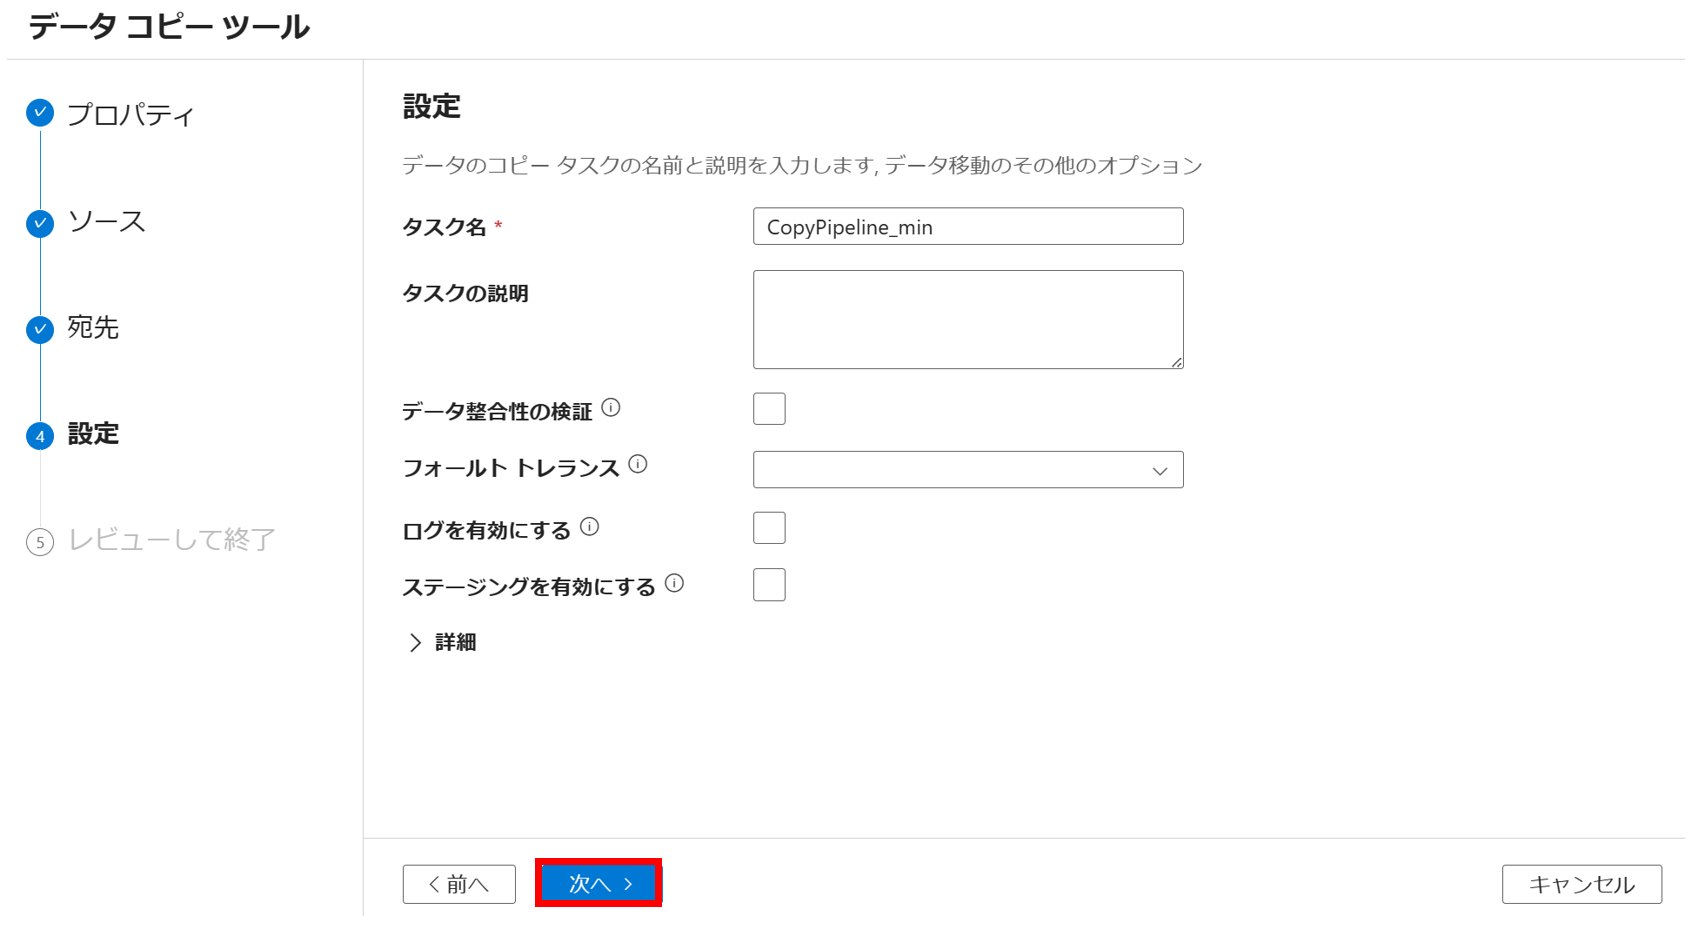 データ コピー ツール
プロパティ
ソース
宛先
4 設定
5 レビューして終了
設定
データのコピー タスクの名前と説明を入力します, データ移動のその他のオプション
タスク名 * CopyPipeline_min
タスクの説明
データ整合性の検証
フォールト トレランス
ログを有効にする
ステージングを有効にする
詳細
前へ 次へ キャンセル